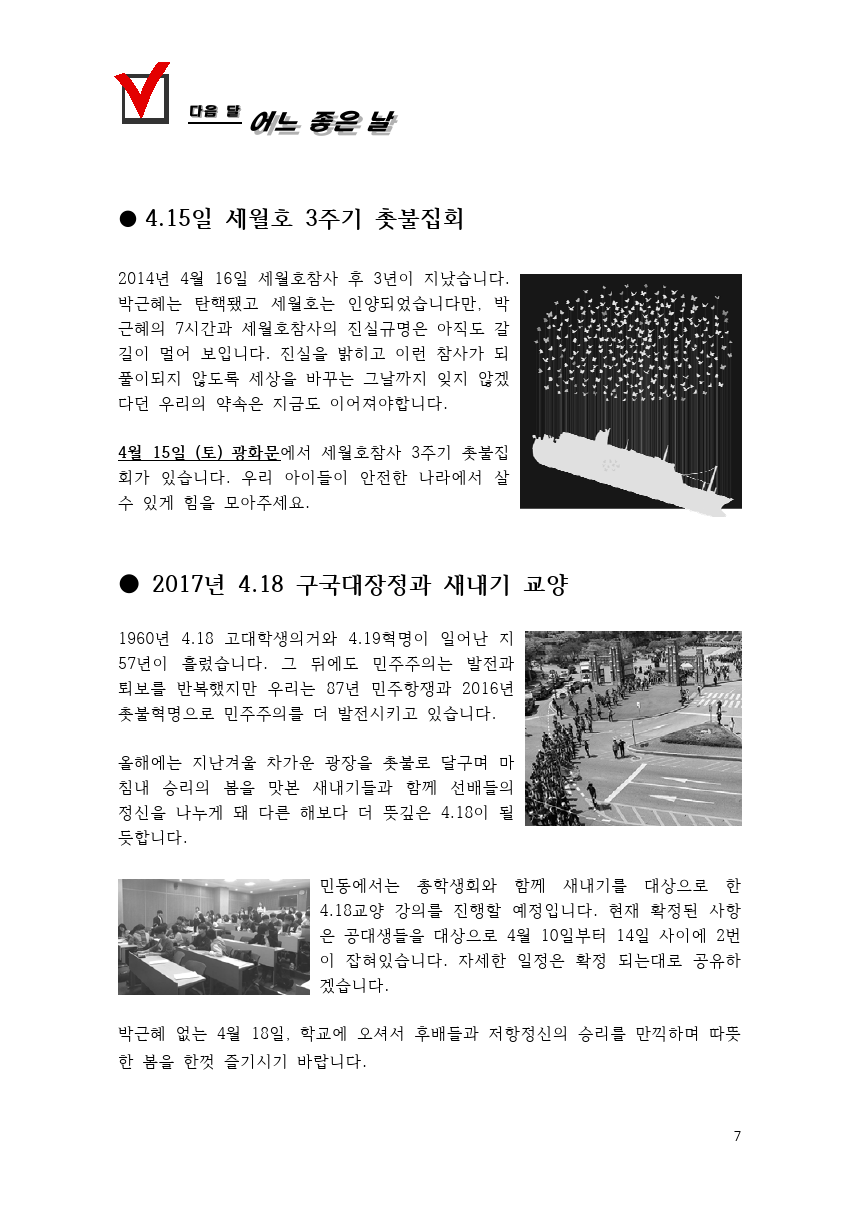 다음 달 어느 좋은 날
● 4.15일 세월호 3주기 촛불집회
2014년 4월 16일 세월호참사 후 3년이 지났습니다.
박근혜는 탄핵됐고 세월호는 인양되었습니다만, 박
근혜의 7시간과 세월호참사의 진실규명은 아직도 갈
길이 멀어 보입니다. 진실을 밝히고 이런 참사가 되
풀이되지 않도록 세상을 바꾸는 그날까지 잊지 않겠
다던 우리의 약속은 지금도 이어져야합니다.
4월 15일 (토) 광화문에서 세월호참사 3주기 촛불집
회가 있습니다. 우리 아이들이 안전한 나라에서 살
수 있게 힘을 모아주세요.
● 2017년 4.18 구국대장정과 새내기 교양
1960년 4.18 고대학생의거와 4.19혁명이 일어난 지
57년이 흘렀습니다. 그 뒤에도 민주주의는 발전과
퇴보를 반복했지만 우리는 87년 민주항쟁과 2016년
촛불혁명으로 민주주의를 더 발전시키고 있습니다.
올해에는 지난겨울 차가운 광장을 촛불로 달구며 마
침내 승리의 봄을 맛본 새내기들과 함께 선배들의
정신을 나누게 돼 다른 해보다 더 뜻깊은 4.18이 될
듯합니다.
민동에서는 총학생회와 함께 새내기를 대상으로 한
4.18교양 강의를 진행할 예정입니다. 현재 확정된 사항
은 공대생들을 대상으로 4월 10일부터 14일 사이에 2번
이 잡혀있습니다. 자세한 일정은 확정 되는대로 공유하
겠습니다.
박근혜 없는 4월 18일, 학교에 오셔서 후배들과 저항정신의 승리를 만끽하며 따뜻
한 봄을 한껏 즐기시기 바랍니다.
7